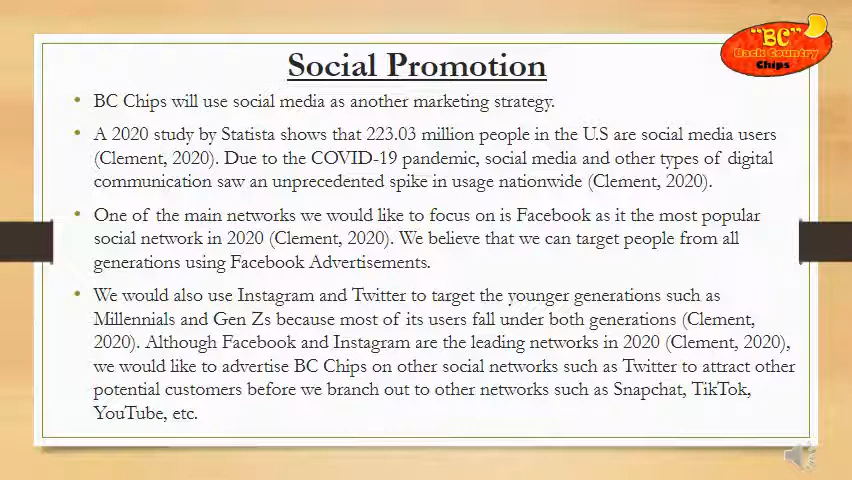 "BC"
Back Country
Chips
Social Promotion
• BC Chips will use social media as another marketing strategy.
• A 2020 study by Statista shows that 223.03 million people in the U.S are social media users
(Clement, 2020). Due to the COVID-19 pandemic, social media and other types of digital
communication saw an unprecedented spike in usage nationwide (Clement, 2020).
• One of the main networks we would like to focus on is Facebook as it the most popular
social network in 2020 (Clement, 2020). We believe that we can target people from all
generations using Facebook Advertisements.
• We would also use Instagram and Twitter to target the younger generations such as
Millennials and Gen Zs because most of its users fall under both generations (Clement,
2020). Although Facebook and Instagram are the leading networks in 2020 (Clement, 2020),
we would like to advertise BC Chips on other social networks such as Twitter to attract other
potential customers before we branch out to other networks such as Snapchat, TikTok,
YouTube, etc.